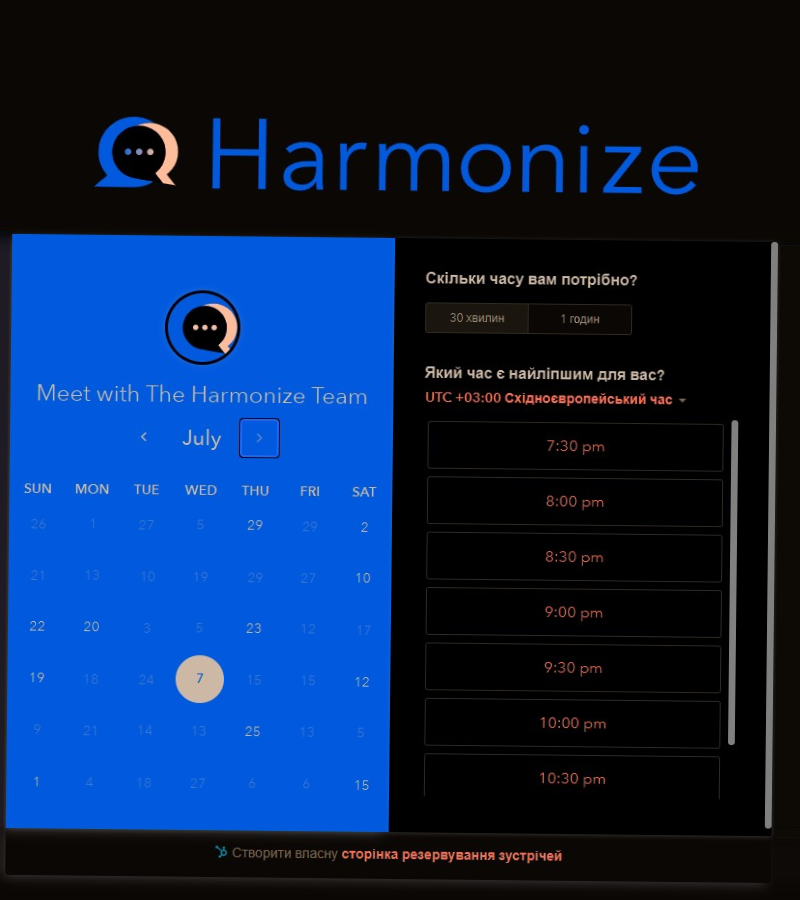 Harmonize
Meet with The Harmonize Team
July
SUN MON TUE WED THU FRI SAT
26 1 27 5 29 29 2
21 13 10 19 29 27 10
22 20 3 5 23 12 17
19 18 24 7 15 15 12
9 21 14 13 25 13 5
1 4 18 27 6 6 15
Скільки часу вам потрібно?
30 хвилин 1 годин
Який час є найліпшим для вас?
UTC +03:00 Східноєвропейський час
7:30 pm
8:00 pm
8:30 pm
9:00 pm
9:30 pm
10:00 pm
10:30 pm
Створити власну сторінка резервування зустрічей